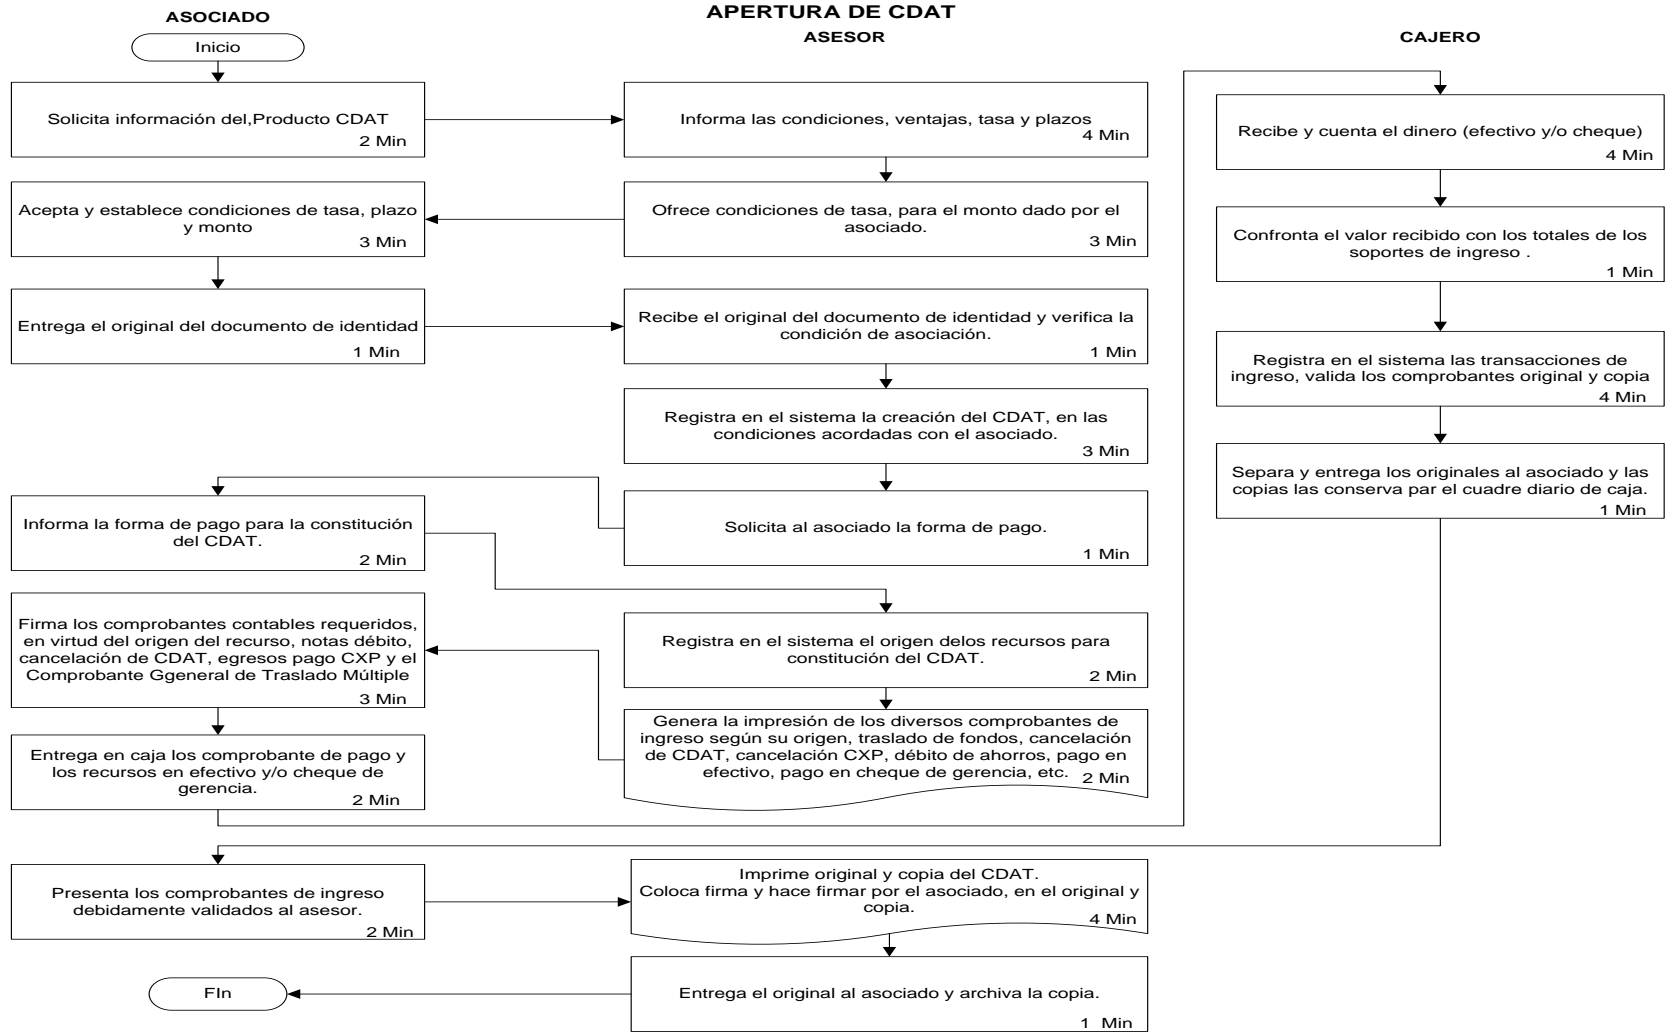 APERTURA DE CDAT
ASOCIADO
ASESOR
CAJERO
Inicio
Solicita información del,Producto CDAT
2 Min
Informa las condiciones, ventajas, tasa y plazos
4 Min
Ofrece condiciones de tasa, para el monto dado por el
asociado.
3 Min
Acepta y establece condiciones de tasa, plazo
y monto
3 Min
Entrega el original del documento de identidad
1 Min
Recibe el original del documento de identidad y verifica la
condición de asociación.
1 Min
Registra en el sistema la creación del CDAT, en las
condiciones acordadas con el asociado.
3 Min
Solicita al asociado la forma de pago.
1 Min
Informa la forma de pago para la constitución
del CDAT.
2 Min
Registra en el sistema el origen delos recursos para
constitución del CDAT.
2 Min
Genera la impresión de los diversos comprobantes de
ingreso según su origen, traslado de fondos, cancelación
de CDAT, cancelación CXP, débito de ahorros, pago en
efectivo, pago en cheque de gerencia, etc.
2 Min
Firma los comprobantes contables requeridos,
en virtud del origen del recurso, notas débito,
cancelación de CDAT, egresos pago CXP y el
Comprobante Ggeneral de Traslado Múltiple
3 Min
Entrega en caja los comprobante de pago y
los recursos en efectivo y/o cheque de
gerencia.
2 Min
Recibe y cuenta el dinero (efectivo y/o cheque)
4 Min
Confronta el valor recibido con los totales de los
soportes de ingreso .
1 Min
Registra en el sistema las transacciones de
ingreso, valida los comprobantes original y copia
4 Min
Separa y entrega los originales al asociado y las
copias las conserva par el cuadre diario de caja.
1 Min
Presenta los comprobantes de ingreso
debidamente validados al asesor.
2 Min
Imprime original y copia del CDAT.
Coloca firma y hace firmar por el asociado, en el original y
copia.
4 Min
Entrega el original al asociado y archiva la copia.
1 Min
FIn